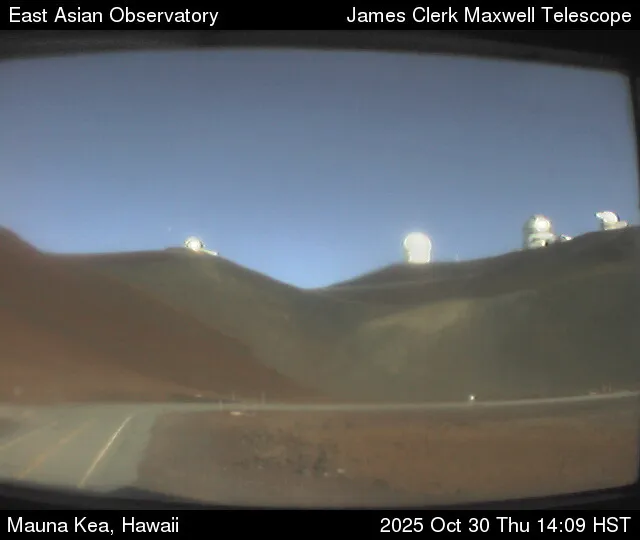 East Asian Observatory
James Clerk Maxwell Telescope
Mauna Kea, Hawaii
2025 Oct 30 Thu 14:09 HST